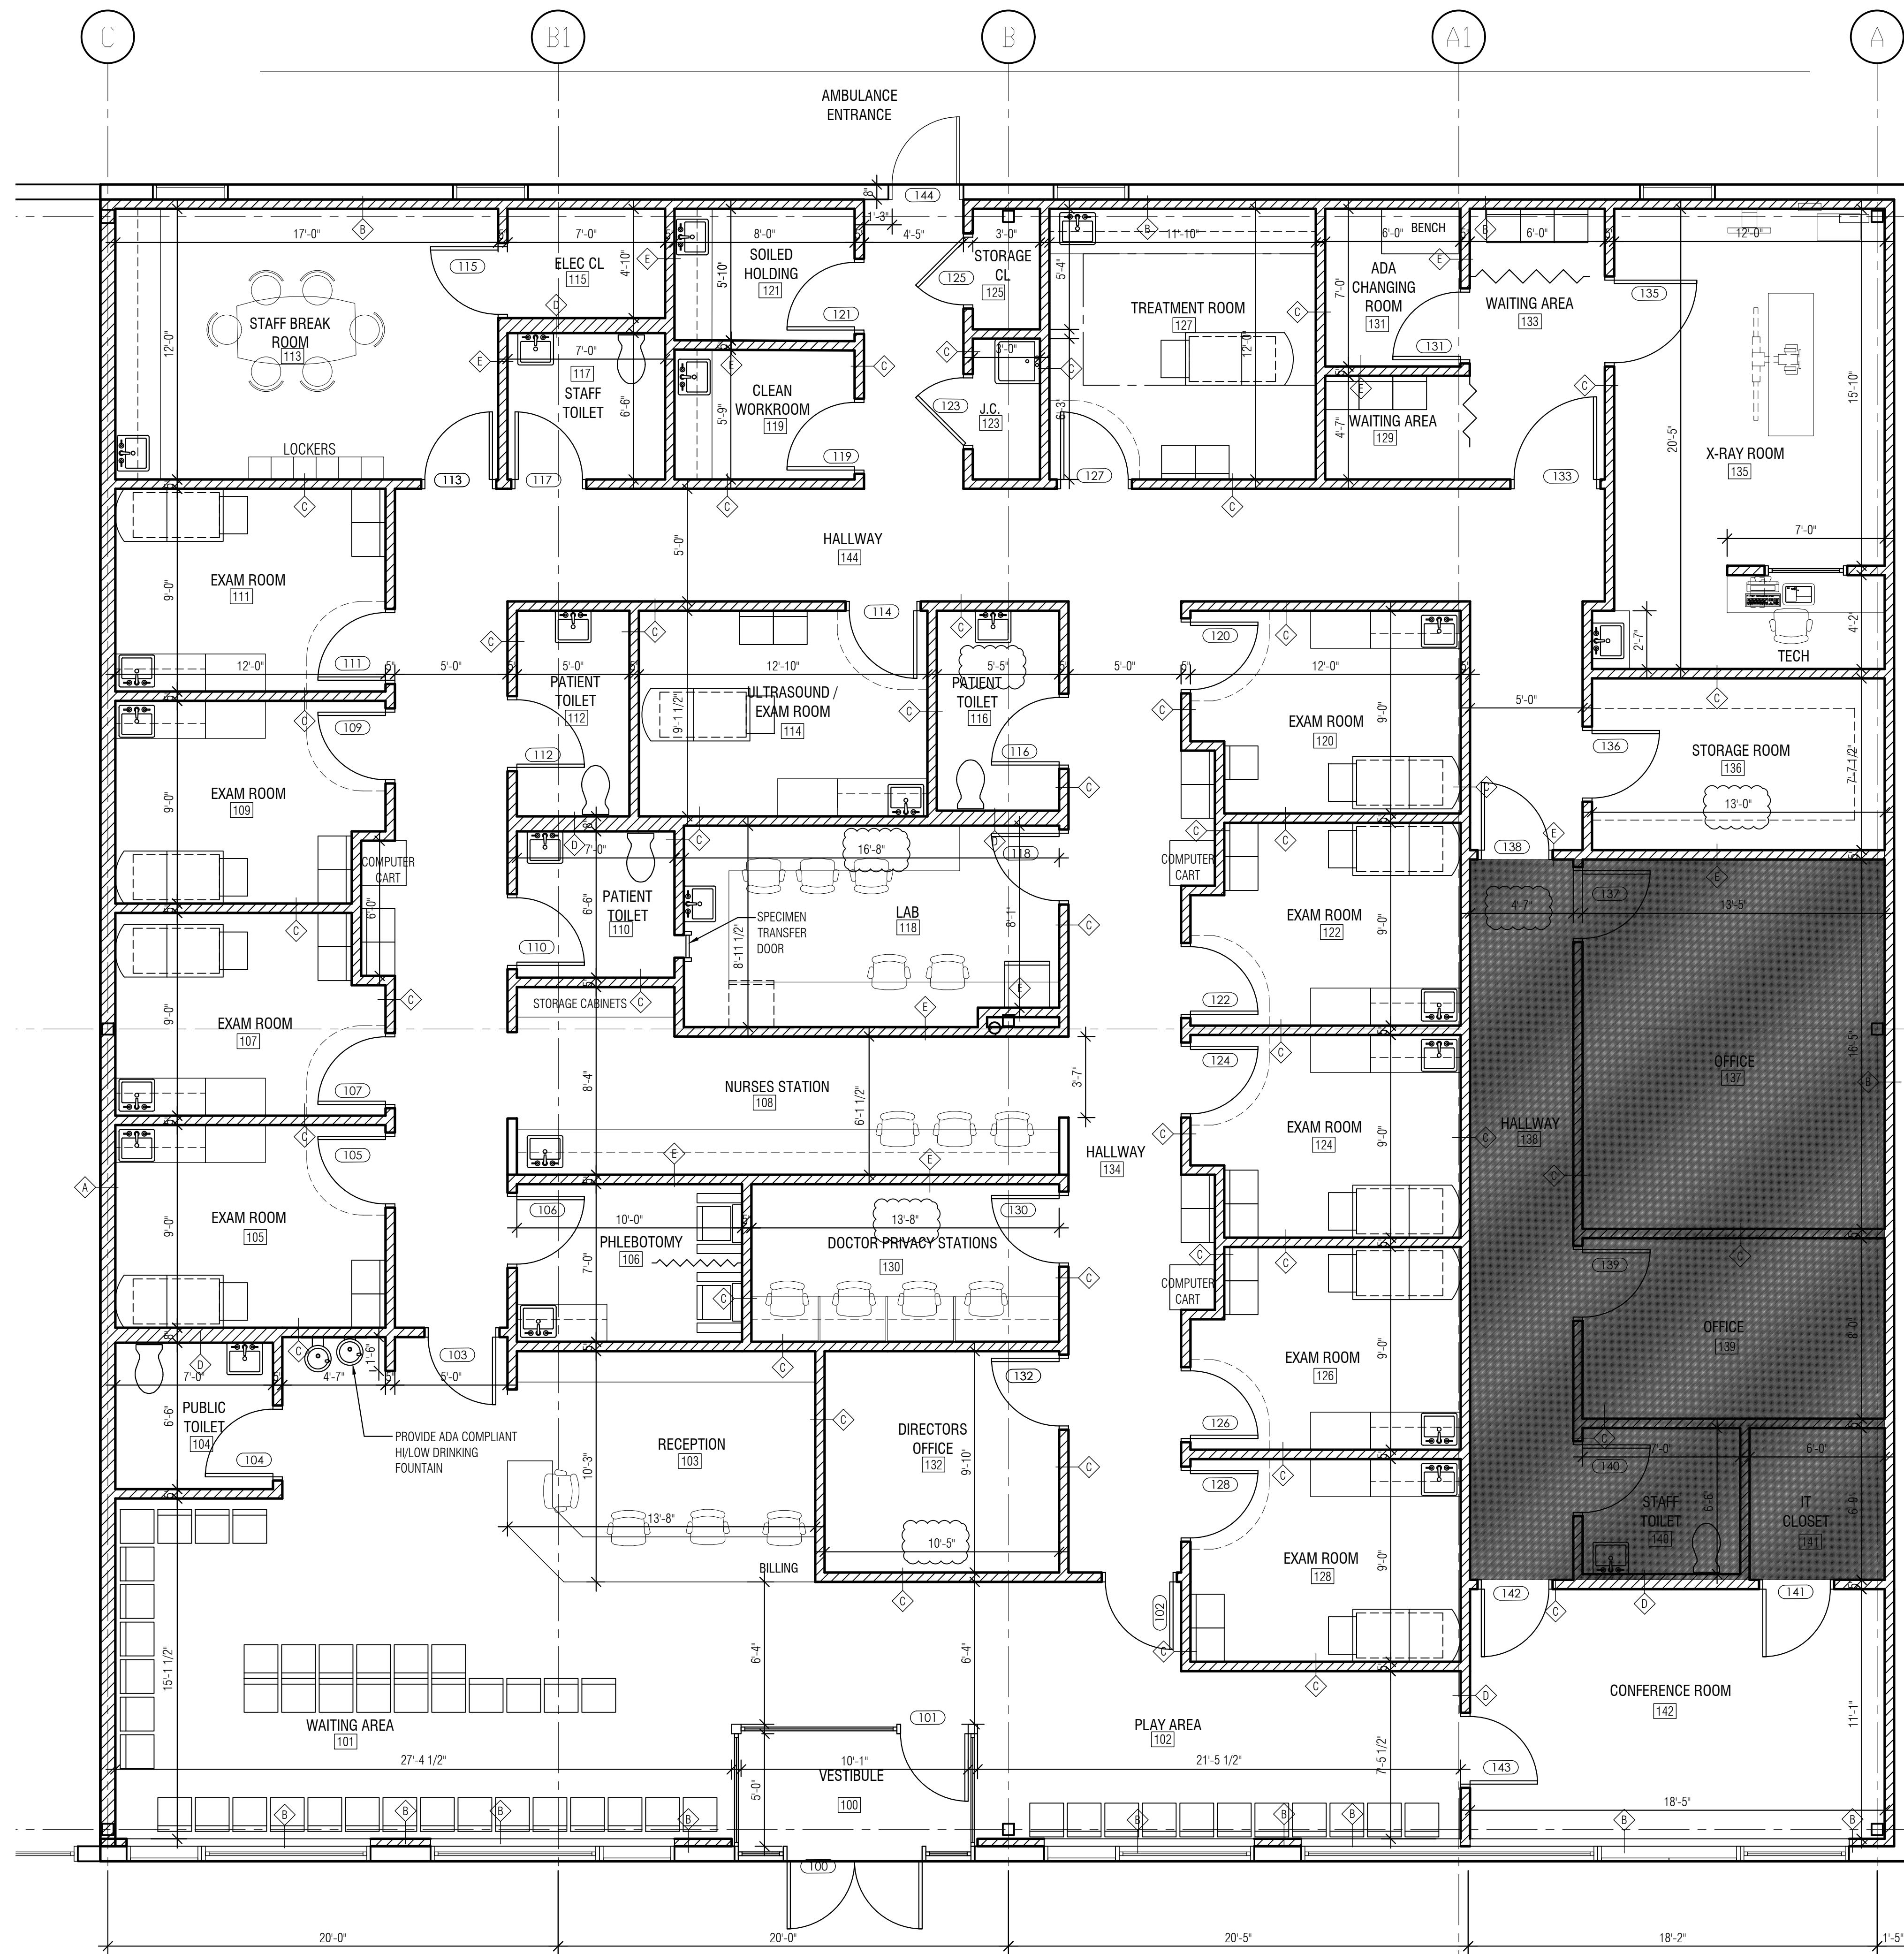 C
B1
B
A1
A
AMBULANCE
ENTRANCE
144
8"
1'-3"
17'-0"
B
7'-0"
8'-0"
4'-5"
3'-0"
11'-10"
B
6'-0"
BENCH
B
6'-0"
12'-0"
115
ELEC CL
115
4'-10"
E
D
SOILED
HOLDING
121
5'-10"
121
STORAGE
CL
125
125
5'-4"
TREATMENT ROOM
127
12'-0"
C
ADA
CHANGING
ROOM
131
7'-0"
131
E
WAITING AREA
133
135
STAFF BREAK
ROOM
113
12'-0"
LOCKERS
E
7'-0"
117
STAFF
TOILET
6'-6"
E
CLEAN
WORKROOM
119
5'-9"
119
C
C
3'-0"
C
J.C.
123
123
6'-3"
E
WAITING AREA
129
4'-7"
C
15'-10"
20'-5"
X-RAY ROOM
135
113
117
C
C
127
C
133
HALLWAY
144
5'-0"
7'-0"
EXAM ROOM
111
9'-0"
111
12'-0"
5"
5'-0"
C
C
5'-0"
PATIENT
TOILET
112
112
114
12'-10"
ULTRASOUND /
EXAM ROOM
114
9'-1 1/2"
C
C
5'-5"
PATIENT
TOILET
116
116
5'-0"
5"
120
C
12'-0"
EXAM ROOM
120
9'-0"
C
5'-0"
2'-7"
4'-2"
TECH
C
136
STORAGE ROOM
136
7'-7 1/2"
13'-0"
C
109
EXAM ROOM
109
9'-0"
COMPUTER
CART
6'-0"
C
D
7'-0"
PATIENT
TOILET
110
6'-6"
110
C
16'-8"
D
118
C
LAB
118
8'-1"
8'-11 1/2"
SPECIMEN
TRANSFER
DOOR
C
E
E
COMPUTER
CART
C
C
EXAM ROOM
122
9'-0"
122
C
138
E
E
4'-7"
137
13'-5"
OFFICE
137
16'-5"
B
EXAM ROOM
107
9'-0"
107
C
C
STORAGE CABINETS
C
NURSES STATION
108
8'-4"
6'-1 1/2"
3'-7"
E
E
124
C
C
EXAM ROOM
124
9'-0"
C
HALLWAY
138
C
A
105
EXAM ROOM
105
9'-0"
HALLWAY
134
106
10'-0"
PHLEBOTOMY
106
7'-0"
C
13'-8"
DOCTOR PRIVACY STATIONS
130
130
C
C
C
COMPUTER
CART
EXAM ROOM
126
9'-0"
126
C
C
139
OFFICE
139
8'-0"
D
7'-0"
PUBLIC
TOILET
104
6'-6"
104
C
4'-7"
1'-6"
5"
5'-0"
103
PROVIDE ADA COMPLIANT
HI/LOW DRINKING
FOUNTAIN
RECEPTION
103
10'-3"
13'-8"
BILLING
C
C
DIRECTORS
OFFICE
132
9'-10"
132
10'-5"
C
C
128
C
EXAM ROOM
128
9'-0"
102
C
C
C
7'-0"
140
STAFF
TOILET
140
6'-6"
6'-0"
IT
CLOSET
141
6'-9"
142
C
D
141
15'-1 1/2"
WAITING AREA
101
27'-4 1/2"
6'-4"
6'-4"
101
10'-1"
VESTIBULE
100
5'-0"
PLAY AREA
102
21'-5 1/2"
7'-5 1/2"
D
143
CONFERENCE ROOM
142
11'-1"
18'-5"
B
B
B
B
B
B
B
B
B
100
20'-0"
20'-0"
20'-5"
18'-2"
1'-5"